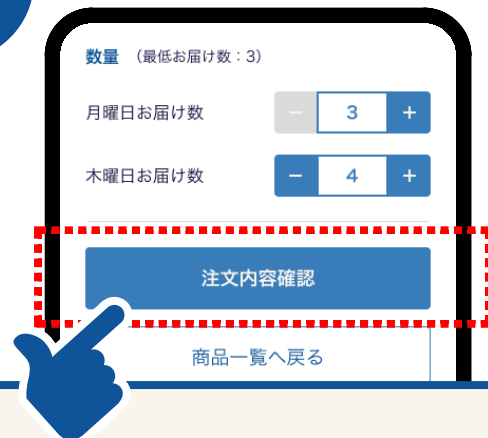 数量 （最低お届け数：3）
月曜日お届け数 － 3 ＋
木曜日お届け数 － 4 ＋
注文内容確認
商品一覧へ戻る